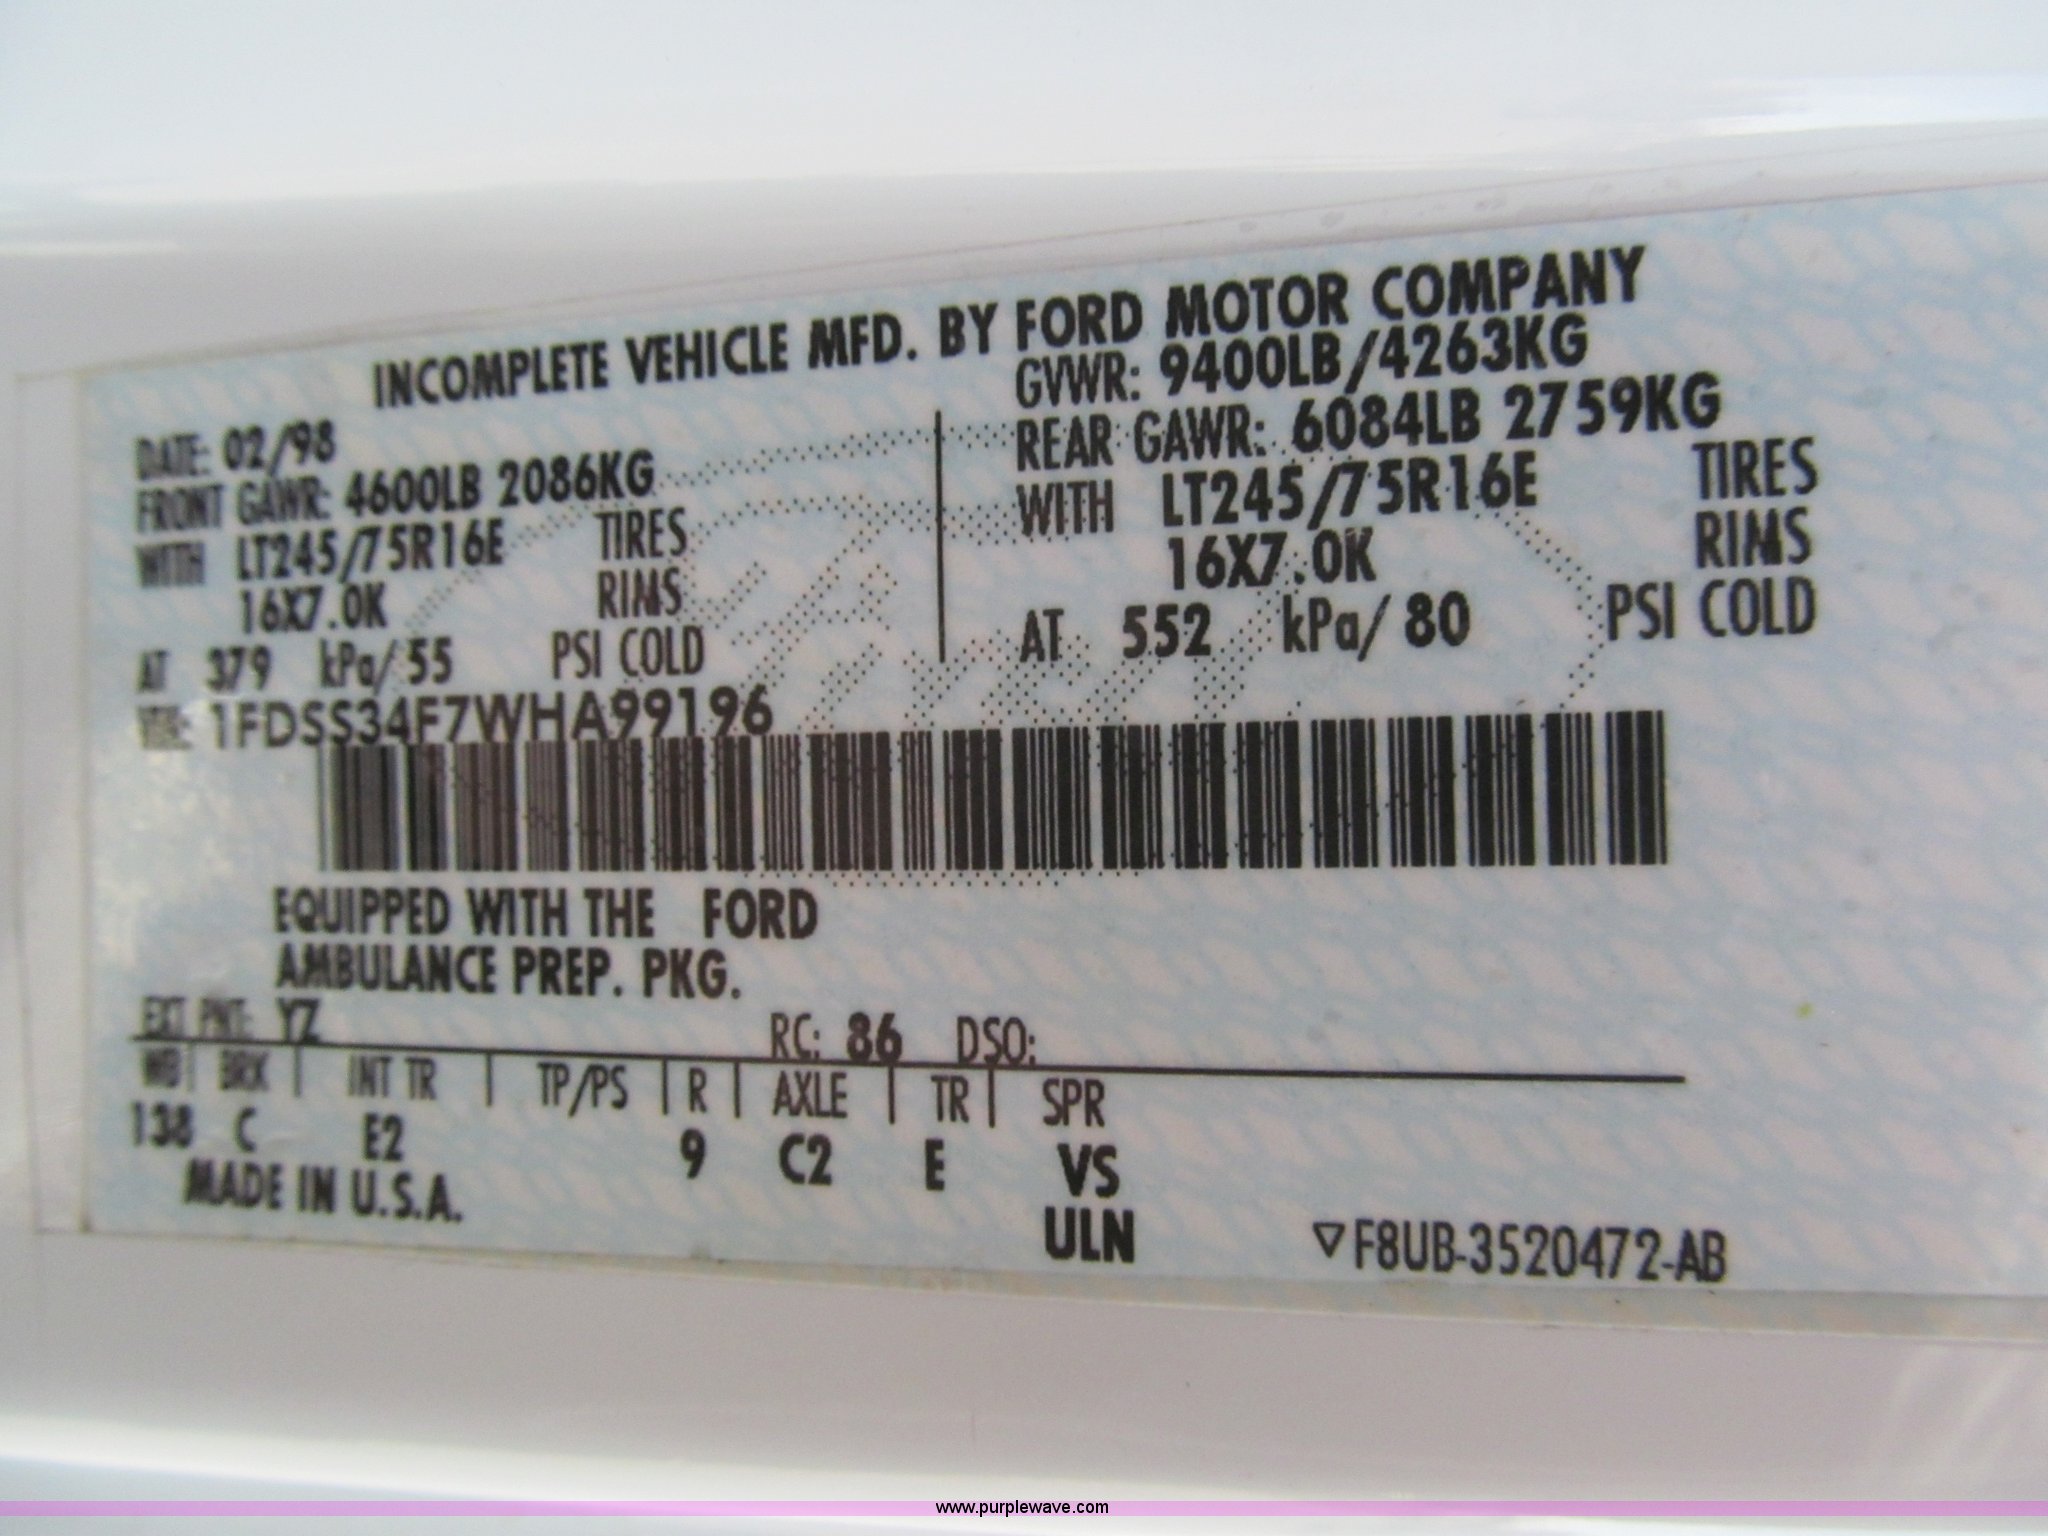 INCOMPLETE VEHICLE MFD. BY FORD MOTOR COMPANY
DATE: 02/98
GVWR: 9400LB/4263KG
FRONT GAWR: 4600LB 2086KG
REAR GAWR: 6084LB 2759KG
WITH LT245/75R16E TIRES
WITH LT245/75R16E TIRES
16X7.0K RIMS
16X7.0K RIMS
AT 379 kPa/ 55 PSI COLD
AT 552 kPa/ 80 PSI COLD
VIN: 1FDSS34F7WHA99196
EQUIPPED WITH THE FORD
AMBULANCE PREP. PKG.
EXT PNT: YZ RC: 86 DSO:
WB | BRK | INT TR | TP/PS | R | AXLE | TR | SPR
138 C E2 9 C2 E VS
MADE IN U.S.A. ULN
▽F8UB-3520472-AB
www.purplewave.com